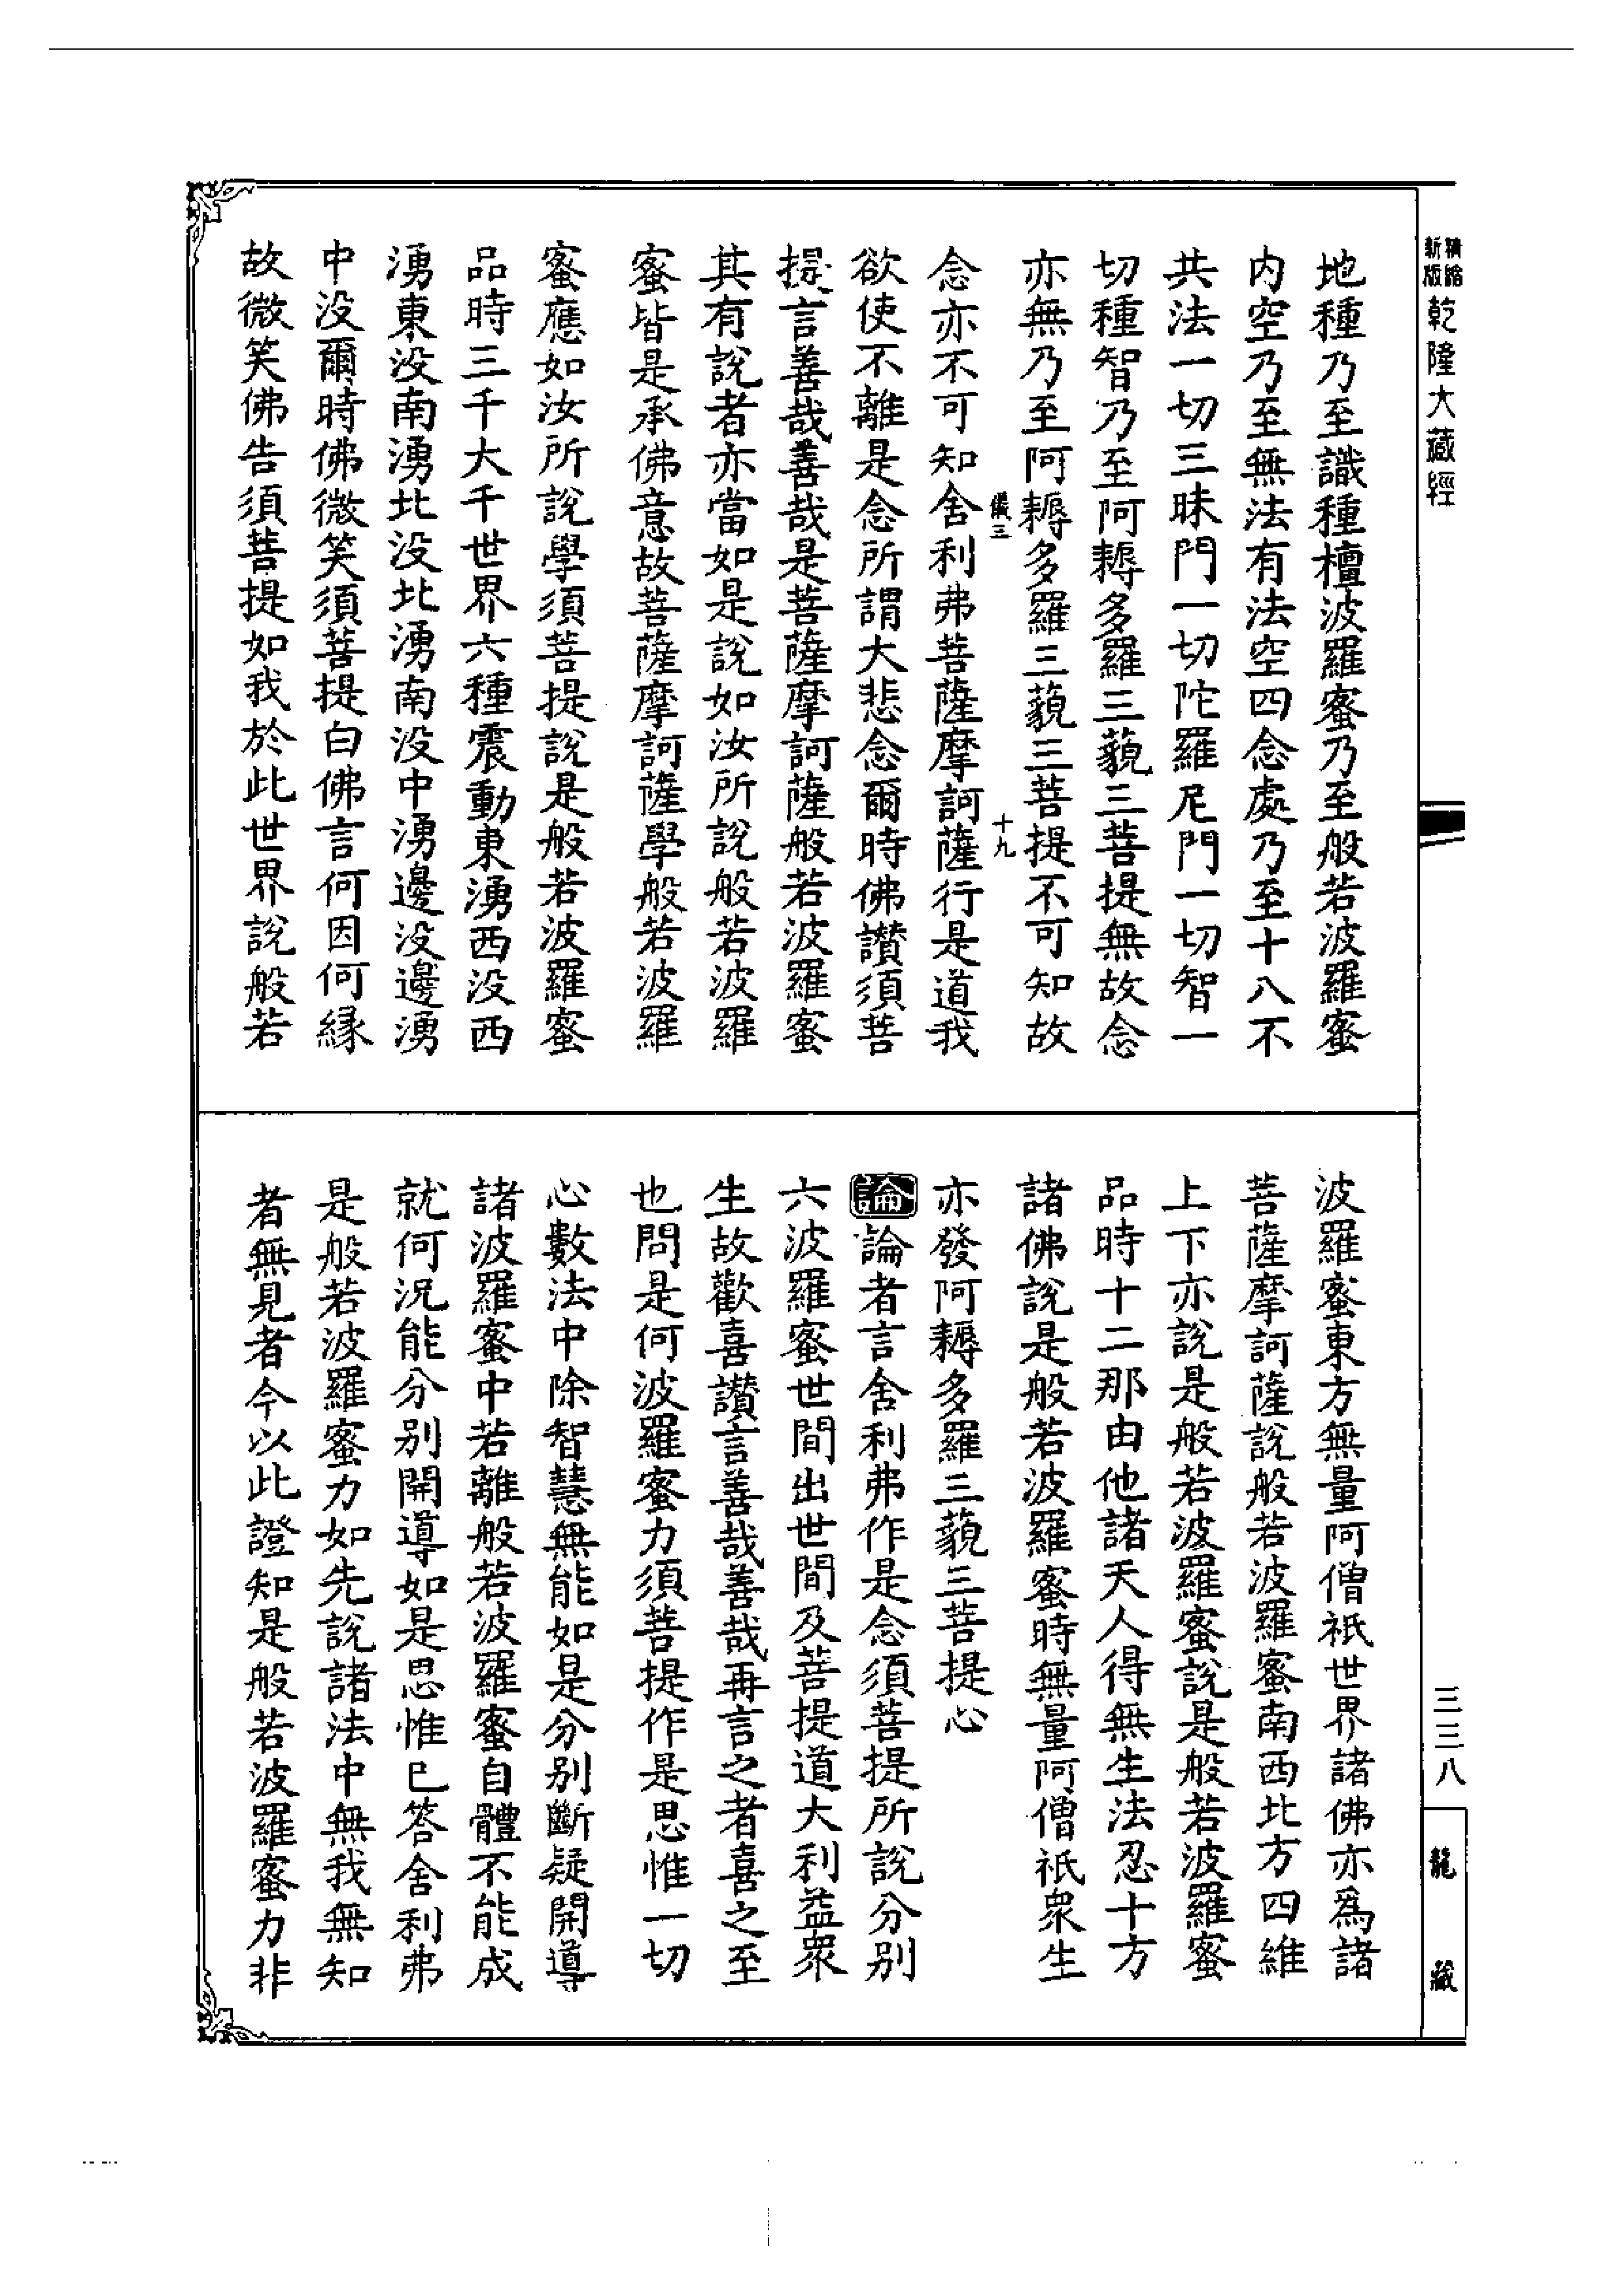 精縮新版乾隆大藏經
地種乃至識種檀波羅蜜乃至般若波羅蜜
内空乃至無法有法空四念處乃至十八不
共法一切三昧門一切陀羅尼門一切智一
切種智乃至阿耨多羅三藐三菩提無故念
亦無乃至阿耨多羅三藐三菩提不可知故
儀三
十九
念亦不可知舍利弗菩薩摩訶薩行是道我
欲使不離是念所謂大悲念爾時佛讃須菩
提言善哉善哉是菩薩摩訶薩般若波羅蜜
其有說者亦當如是說如汝所說般若波羅
蜜皆是承佛意故菩薩摩訶薩學般若波羅
蜜應如汝所說學須菩提說是般若波羅蜜
品時三千大千世界六種震動東湧西没西
湧東没南湧北没北湧南没中湧邊没邊湧
中没爾時佛微笑須菩提白佛言何因何緣
故微笑佛告須菩提如我於此世界說般若
波羅蜜東方無量阿僧祇世界諸佛亦爲諸
菩薩摩訶薩說般若波羅蜜南西北方四維
上下亦說是般若波羅蜜說是般若波羅蜜
品時十二那由他諸天人得無生法忍十方
諸佛說是般若波羅蜜時無量阿僧祇衆生
亦發阿耨多羅三藐三菩提心
論論者言舍利弗作是念須菩提所說分别
六波羅蜜世間出世間及菩提道大利益衆
生故歡喜讃言善哉善哉再言之者喜之至
也問是何波羅蜜力須菩提作是思惟一切
心數法中除智慧無能如是分别斷疑開導
諸波羅蜜中若離般若波羅蜜自體不能成
就何況能分别開導如是思惟已答舍利弗
是般若波羅蜜力如先說諸法中無我無知
者無見者今以此證知是般若波羅蜜力非
三三八
龍藏